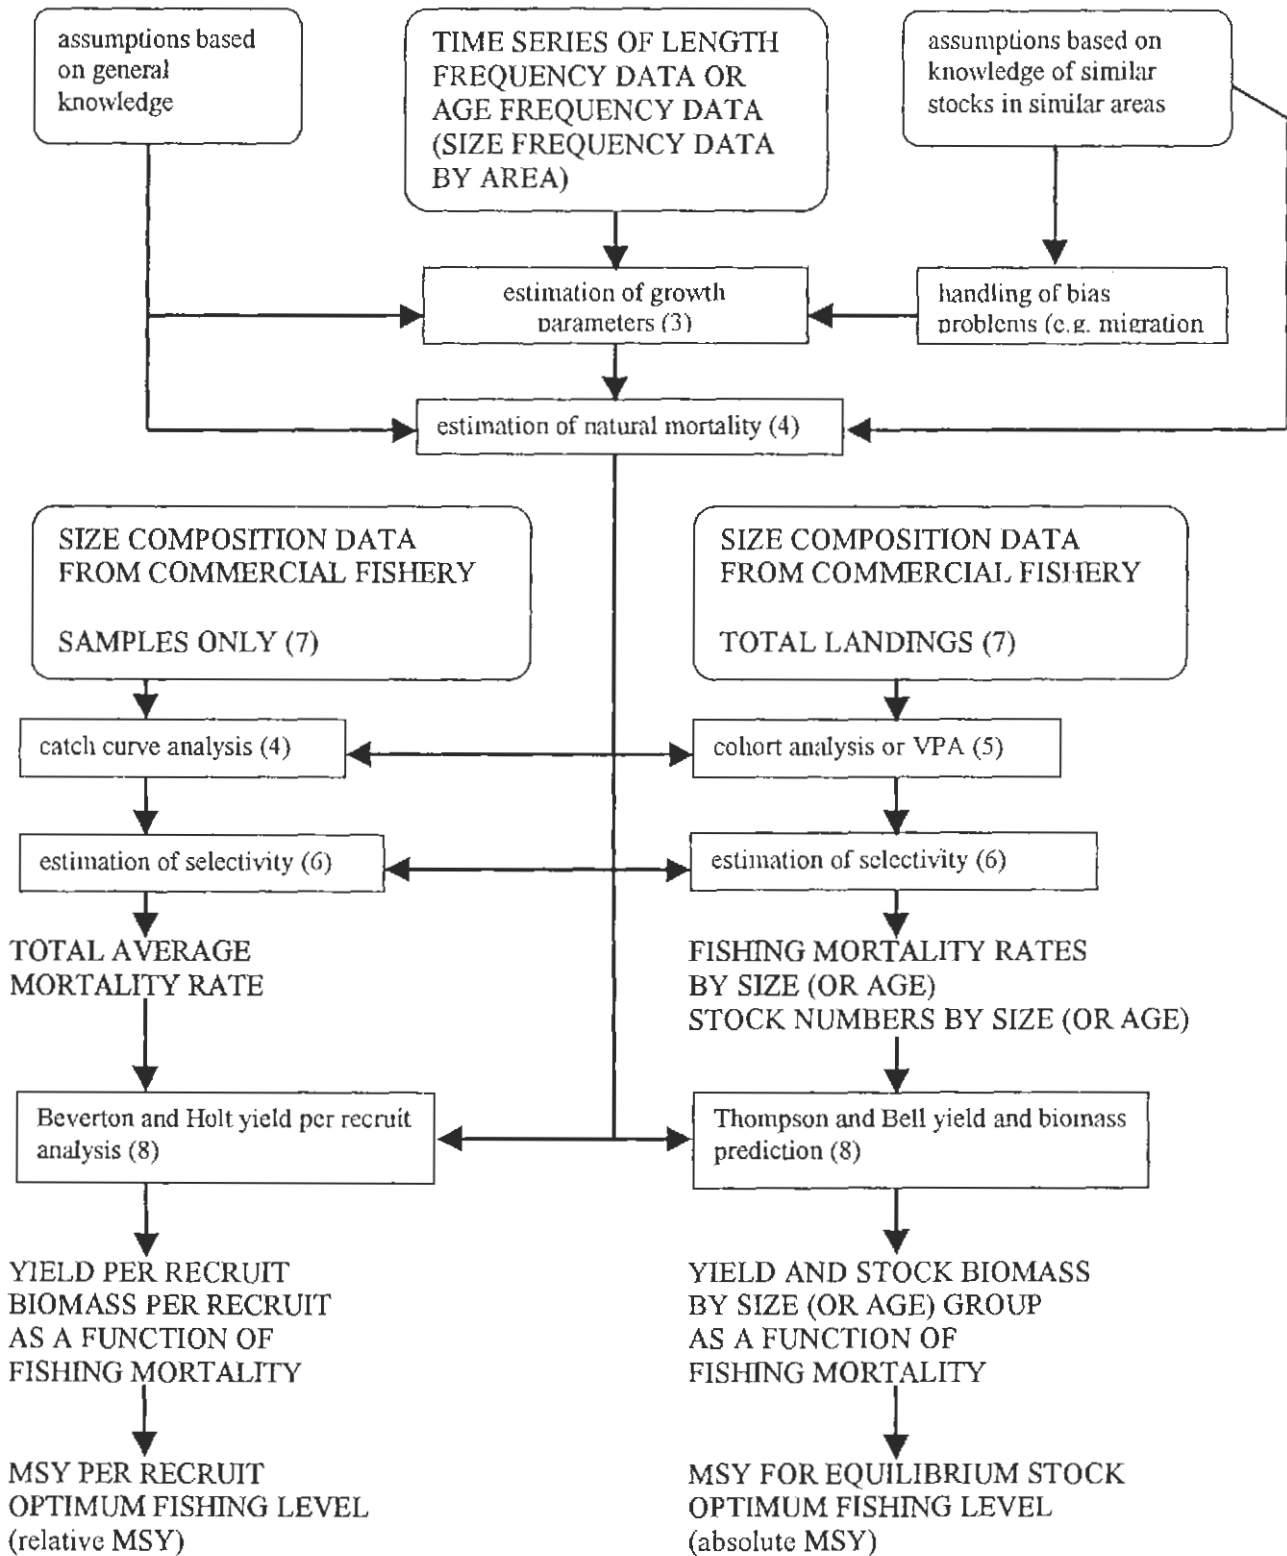 assumptions based
on general
knowledge
TIME SERIES OF LENGTH
FREQUENCY DATA OR
AGE FREQUENCY DATA
(SIZE FREQUENCY DATA
BY AREA)
assumptions based on
knowledge of similar
stocks in similar areas
estimation of growth
parameters (3)
handling of bias
problems (e.g. migration
estimation of natural mortality (4)
SIZE COMPOSITION DATA
FROM COMMERCIAL FISHERY
SAMPLES ONLY (7)
SIZE COMPOSITION DATA
FROM COMMERCIAL FISHERY
TOTAL LANDINGS (7)
catch curve analysis (4)
cohort analysis or VPA (5)
estimation of selectivity (6)
estimation of selectivity (6)
TOTAL AVERAGE
MORTALITY RATE
FISHING MORTALITY RATES
BY SIZE (OR AGE)
STOCK NUMBERS BY SIZE (OR AGE)
Beverton and Holt yield per recruit
analysis (8)
Thompson and Bell yield and biomass
prediction (8)
YIELD PER RECRUIT
BIOMASS PER RECRUIT
AS A FUNCTION OF
FISHING MORTALITY
YIELD AND STOCK BIOMASS
BY SIZE (OR AGE) GROUP
AS A FUNCTION OF
FISHING MORTALITY
MSY PER RECRUIT
OPTIMUM FISHING LEVEL
(relative MSY)
MSY FOR EQUILIBRIUM STOCK
OPTIMUM FISHING LEVEL
(absolute MSY)